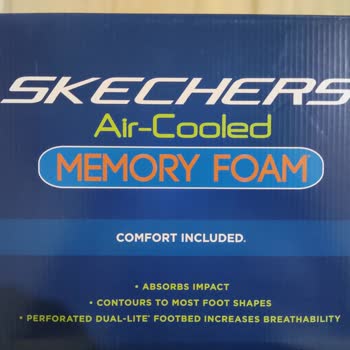 SKECHERS
Air-Cooled
MEMORY FOAM
COMFORT INCLUDED.
• ABSORBS IMPACT
• CONTOURS TO MOST FOOT SHAPES
• PERFORATED DUAL-LITE® FOOTBED INCREASES BREATHABILITY